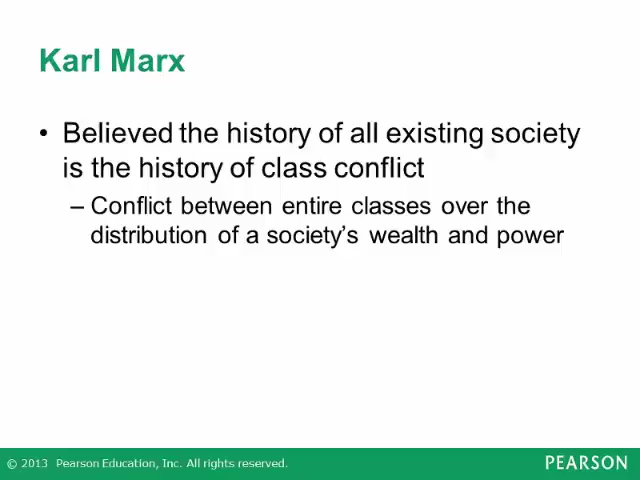 Karl Marx
• Believed the history of all existing society
is the history of class conflict
– Conflict between entire classes over the
distribution of a society’s wealth and power
© 2013 Pearson Education, Inc. All rights reserved.
PEARSON